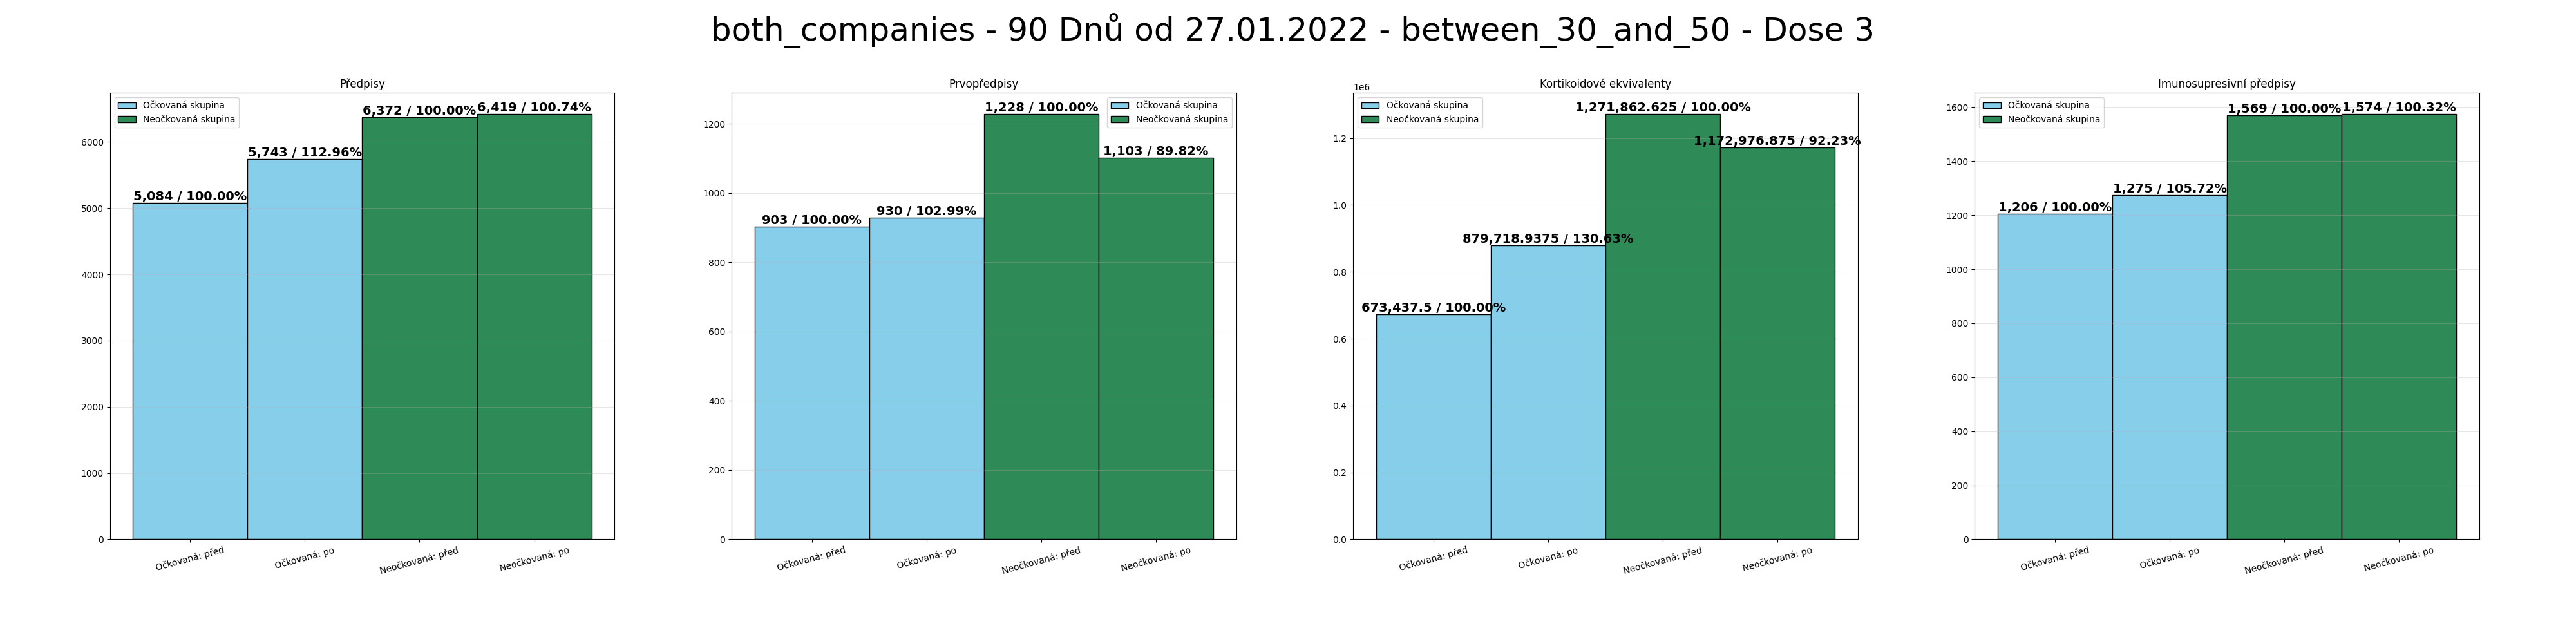 both_companies - 90 Dnů od 27.01.2022 - between_30_and_50 - Dose 3
Předpisy
Očkovaná skupina
Neočkovaná skupina
5,084 / 100.00%
5,743 / 112.96%
6,372 / 100.00%
6,419 / 100.74%
0
1000
2000
3000
4000
5000
6000
Očkovaná: před
Očkovaná: po
Neočkovaná: před
Neočkovaná: po
Prvopředpisy
Očkovaná skupina
Neočkovaná skupina
903 / 100.00%
930 / 102.99%
1,228 / 100.00%
1,103 / 89.82%
0
200
400
600
800
1000
1200
Očkovaná: před
Očkovaná: po
Neočkovaná: před
Neočkovaná: po
Kortikoidové ekvivalenty
1e6
Očkovaná skupina
Neočkovaná skupina
673,437.5 / 100.00%
879,718.9375 / 130.63%
1,271,862.625 / 100.00%
1,172,976.875 / 92.23%
0.0
0.2
0.4
0.6
0.8
1.0
1.2
Očkovaná: před
Očkovaná: po
Neočkovaná: před
Neočkovaná: po
Imunosupresivní předpisy
Očkovaná skupina
Neočkovaná skupina
1,206 / 100.00%
1,275 / 105.72%
1,569 / 100.00%
1,574 / 100.32%
0
200
400
600
800
1000
1200
1400
1600
Očkovaná: před
Očkovaná: po
Neočkovaná: před
Neočkovaná: po